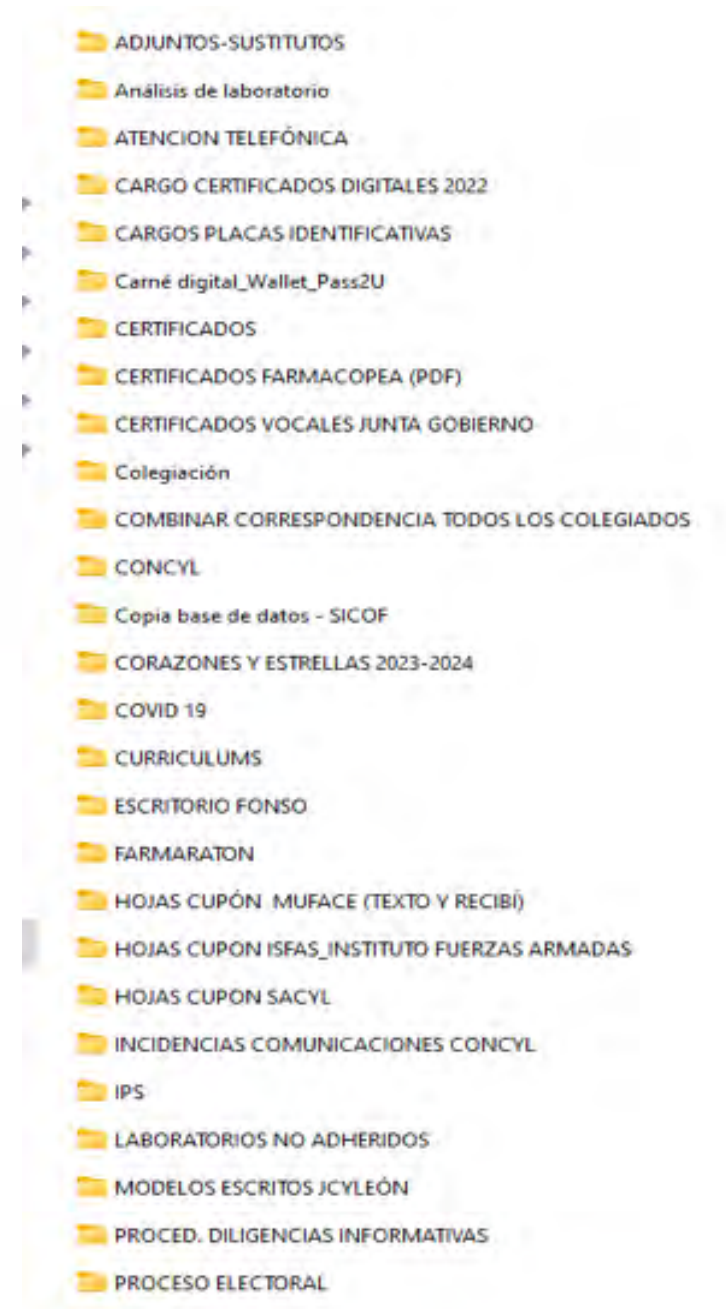 ADJUNTOS-SUSTITUTOS
Análisis de laboratorio
ATENCION TELEFÓNICA
CARGO CERTIFICADOS DIGITALES 2022
CARGOS PLACAS IDENTIFICATIVAS
Carné digital_Wallet_Pass2U
CERTIFICADOS
CERTIFICADOS FARMACOPEA (PDF)
CERTIFICADOS VOCALES JUNTA GOBIERNO
Colegiación
COMBINAR CORRESPONDENCIA TODOS LOS COLEGIADOS
CONCYL
Copia base de datos - SICOF
CORAZONES Y ESTRELLAS 2023-2024
COVID 19
CURRICULUMS
ESCRITORIO FONSO
FARMARATON
HOJAS CUPÓN  MUFACE (TEXTO Y RECIBÍ)
HOJAS CUPON ISFAS_INSTITUTO FUERZAS ARMADAS
HOJAS CUPON SACYL
INCIDENCIAS COMUNICACIONES CONCYL
IPS
LABORATORIOS NO ADHERIDOS
MODELOS ESCRITOS JCYLEÓN
PROCED. DILIGENCIAS INFORMATIVAS
PROCESO ELECTORAL